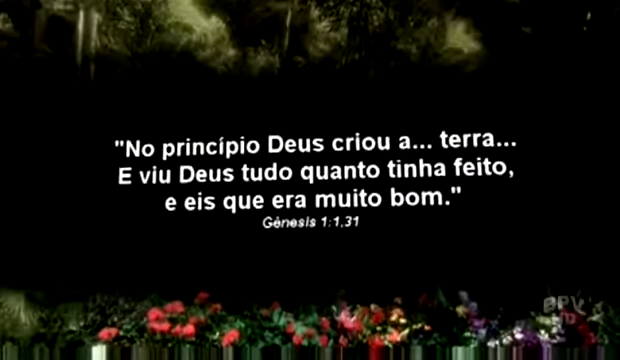 "No princípio Deus criou a... terra...
E viu Deus tudo quanto tinha feito,
e eis que era muito bom."
Gênesis 1:1,31